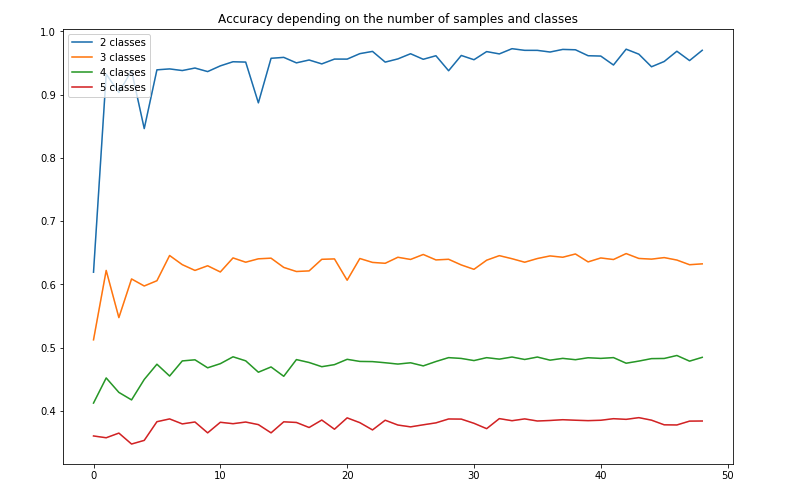 Accuracy depending on the number of samples and classes
1.0
0.9
0.8
0.7
0.6
0.5
0.4
2 classes
3 classes
4 classes
5 classes
0 10 20 30 40 50